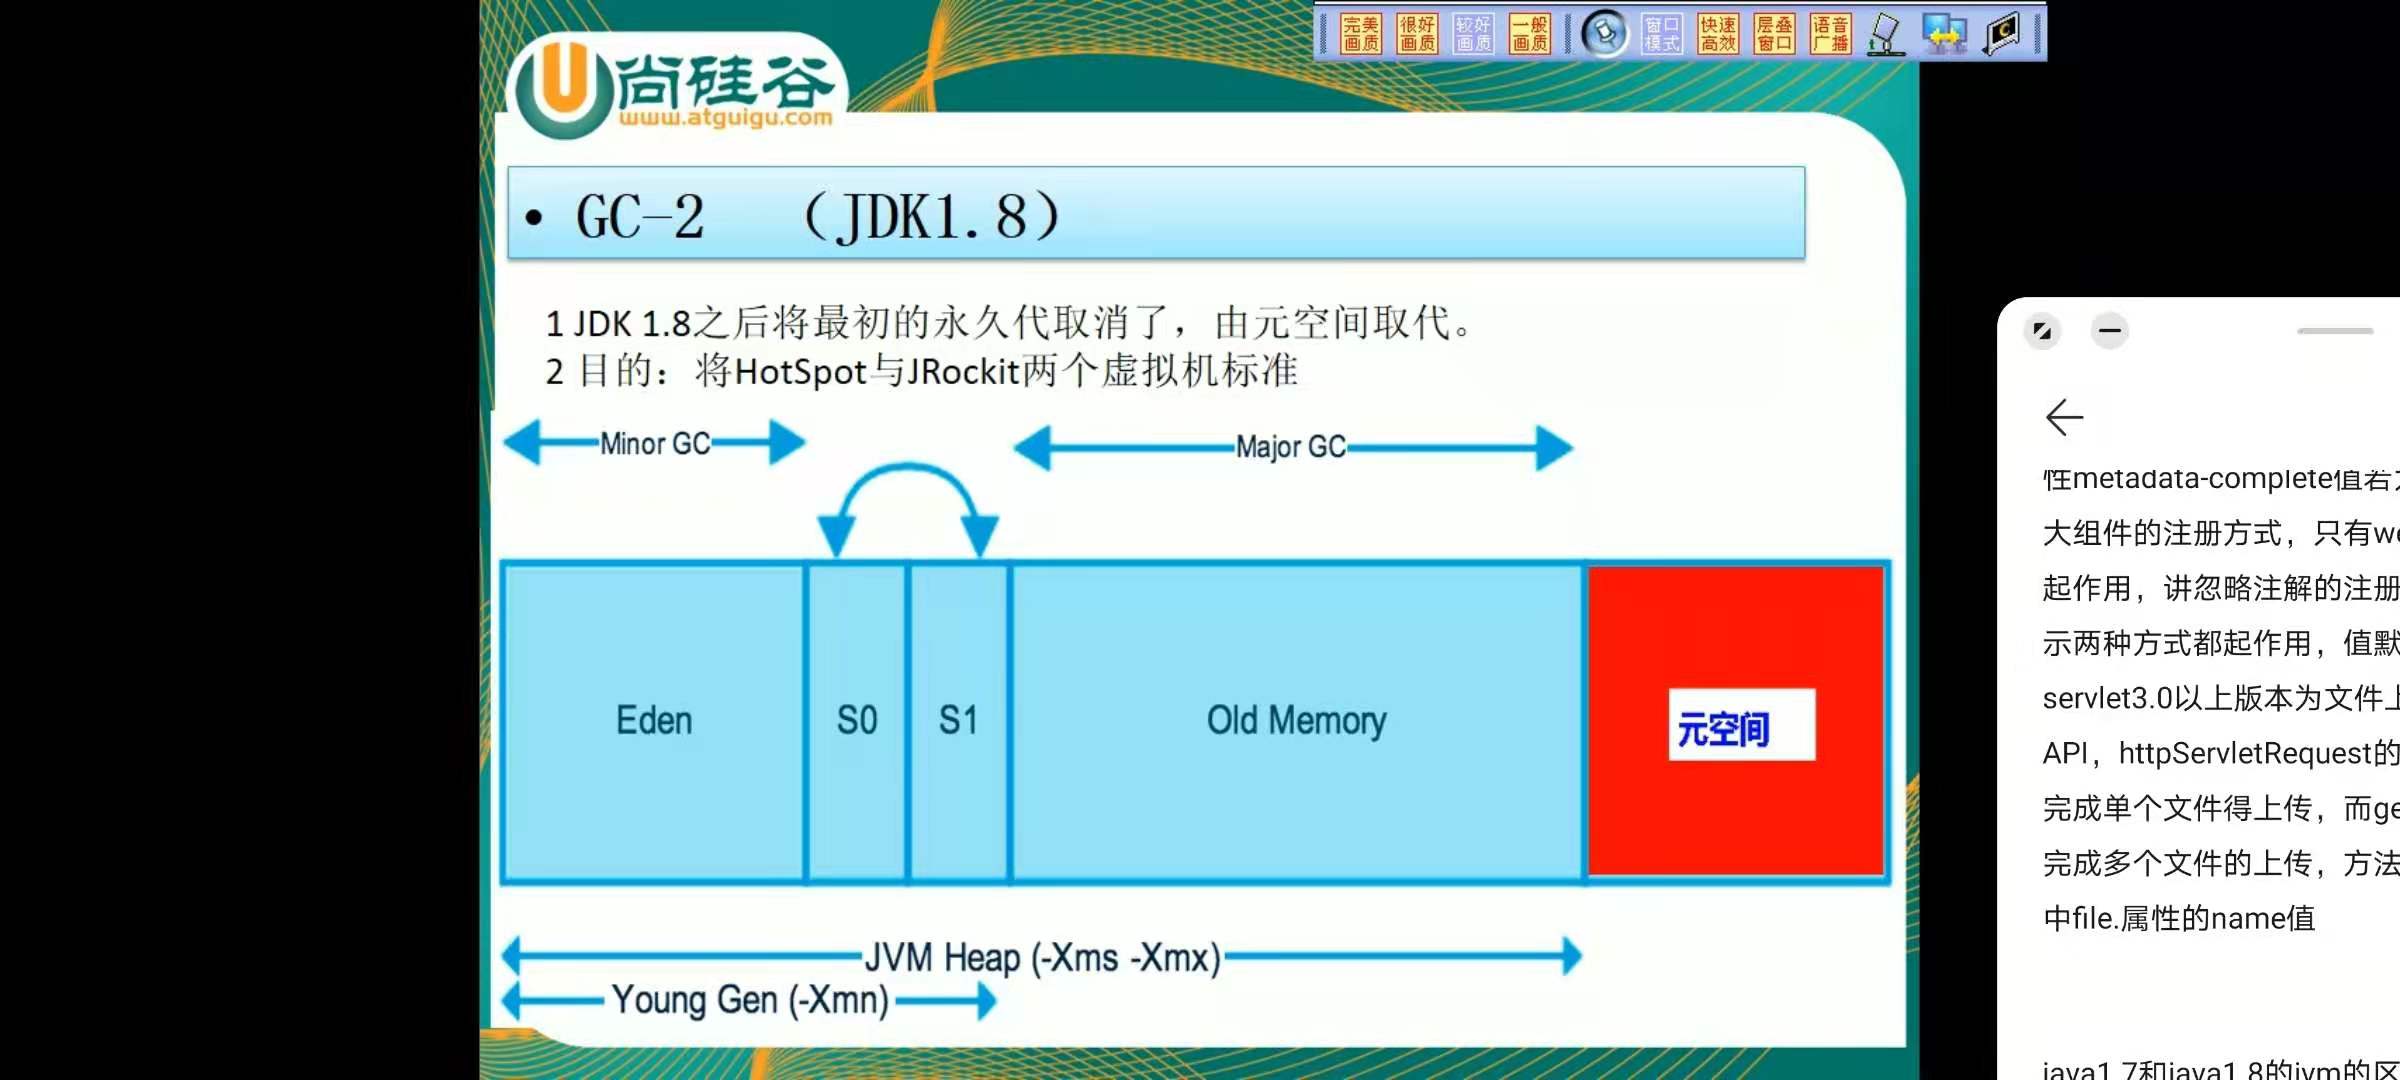 完美画质 很好画质 较好画质 一般画质 窗口模式 快速高效 层叠窗口 语音广播
尚硅谷
www.atguigu.com
• GC-2 （JDK1.8）
1 JDK 1.8之后将最初的永久代取消了，由元空间取代。
2 目的：将HotSpot与JRockit两个虚拟机标准
Minor GC
Major GC
Eden
S0
S1
Old Memory
元空间
JVM Heap (-Xms -Xmx)
Young Gen (-Xmn)
性metadata-complete值若
大组件的注册方式，只有we
起作用，讲忽略注解的注册
示两种方式都起作用，值默
servlet3.0以上版本为文件上
API，httpServletRequest的
完成单个文件得上传，而ge
完成多个文件的上传，方法
中file.属性的name值
java1.7和java1.8的jvm的区